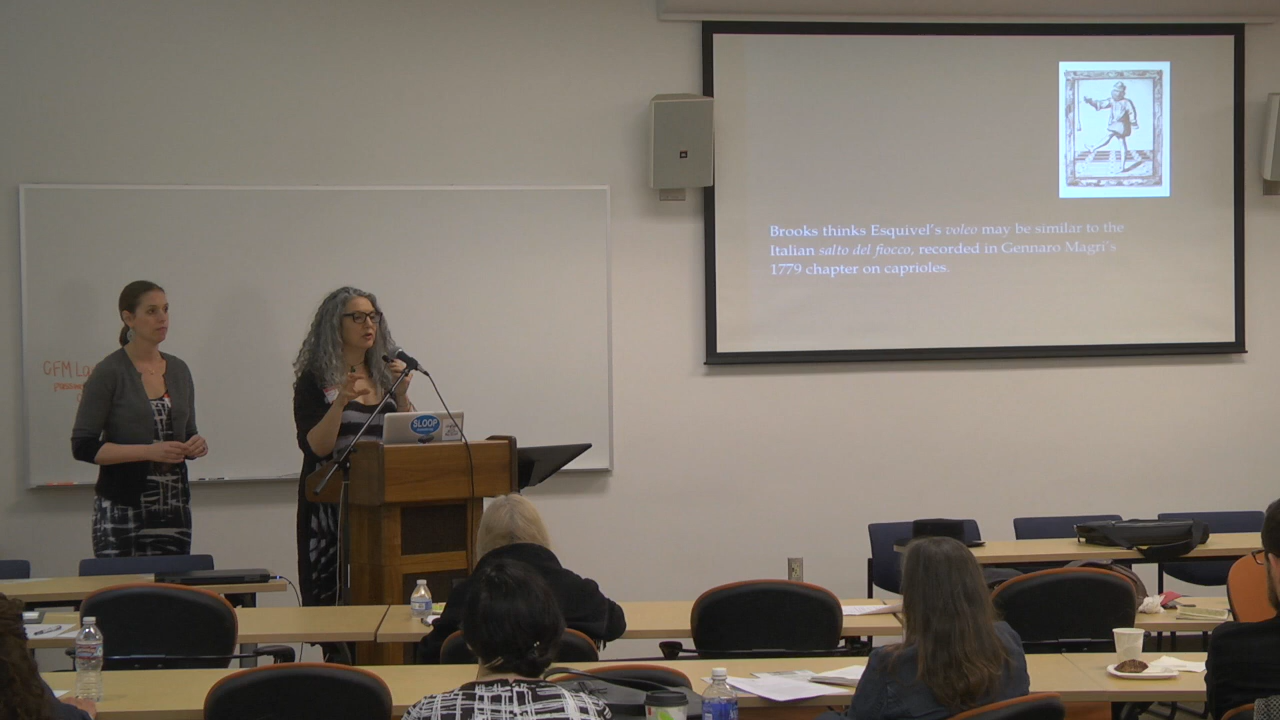 Brooks thinks Esquivel's volco may be similar to the
Italian salto del fiocco, recorded in Gennaro Magri's
1779 chapter on caprioles.
GFM
SLOOP